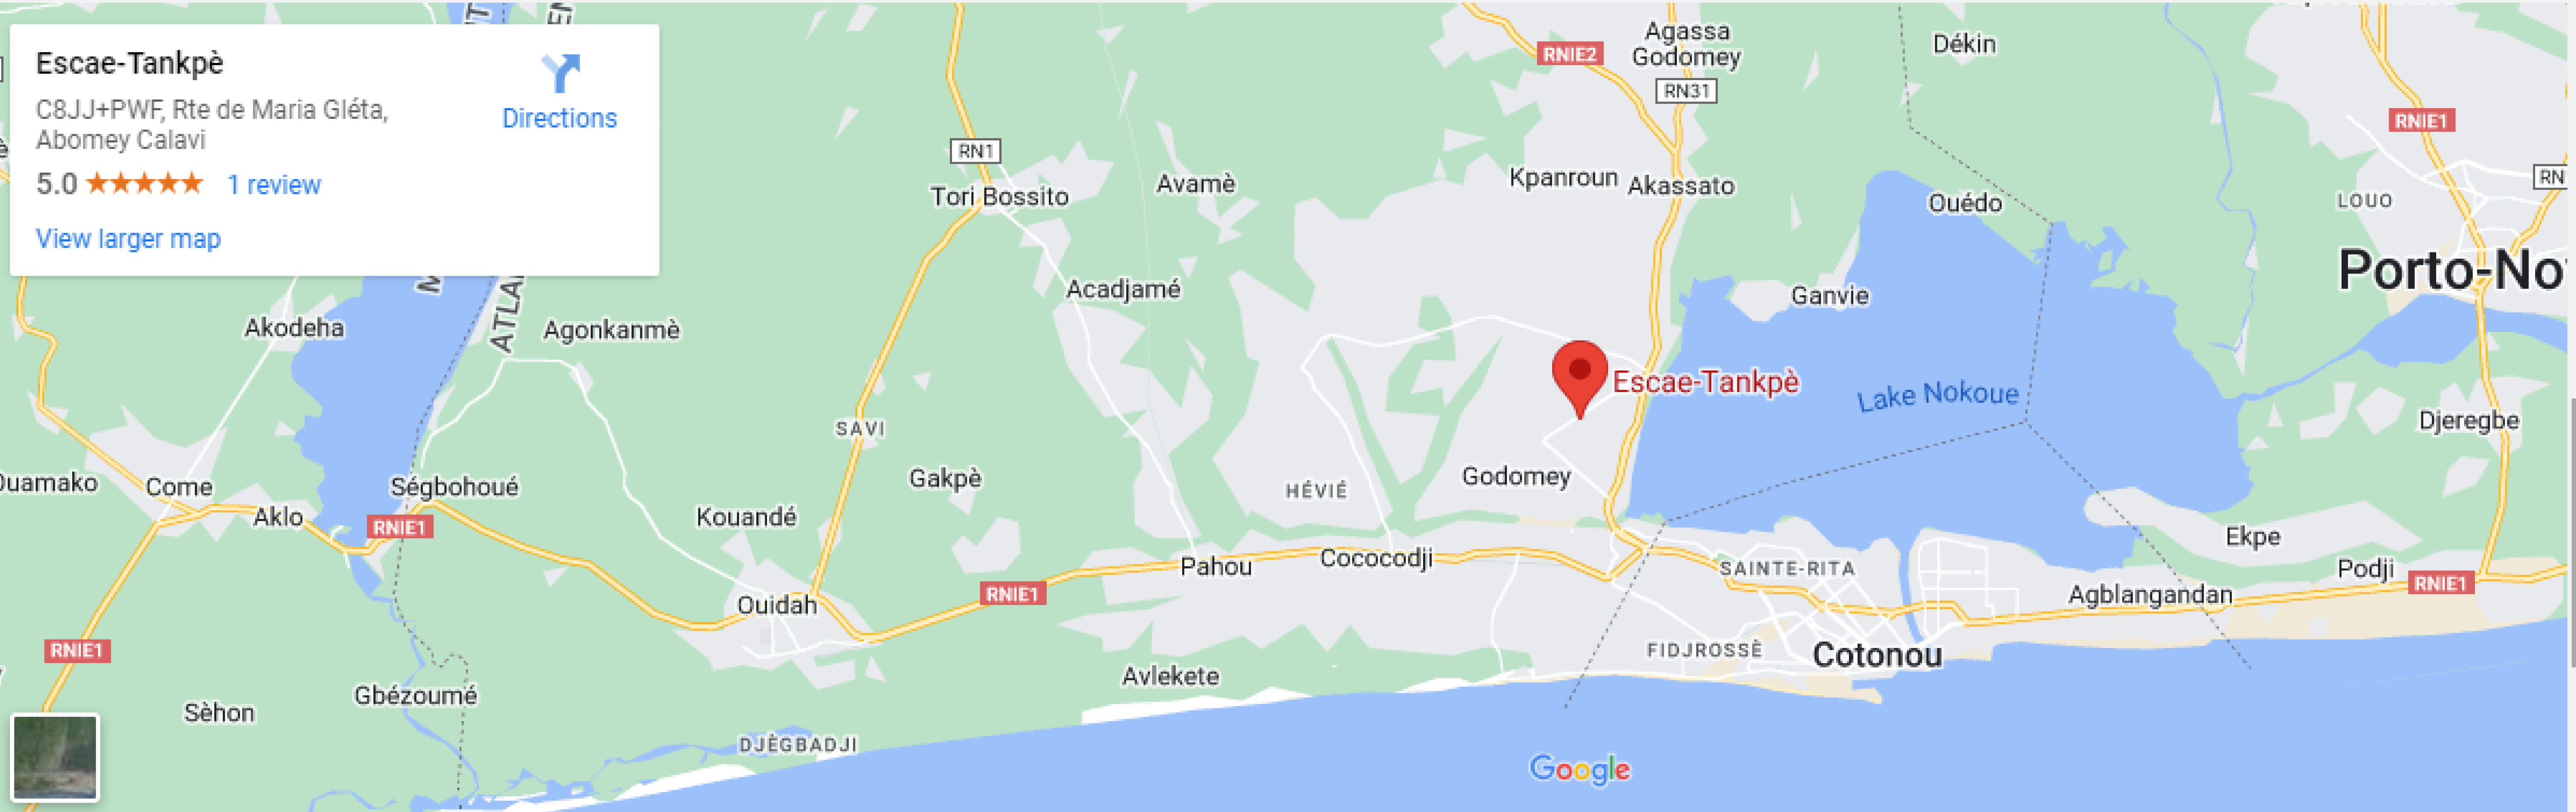 Escae-Tankpè
C8JJ+PWF, Rte de Maria Gléta,
Abomey Calavi
5.0
1 review
View larger map
Directions
ATLA
RNIE2
Agassa
Godomey
RN31
Dékin
RNIE1
RN
LOUO
Porto-No
RN1
Tori Bossito
Avamè
Kpanroun
Akassato
Ouédo
Acadjamé
Ganvie
Akodeha
Agonkanmè
Escae-Tankpè
Lake Nokoue
SAVI
Djeregbe
Gakpè
Godomey
HÉVIÉ
Ouamako
Come
Ségbohoué
Aklo
RNIE1
Kouandé
Ekpe
Pahou
Cococodji
SAINTE-RITA
Podji
RNIE1
RNIE1
Agblangandan
Ouidah
RNIE1
FIDJROSSÈ
Cotonou
Avlekete
Gbézoumé
Sèhon
DJÈGBADJI
Google